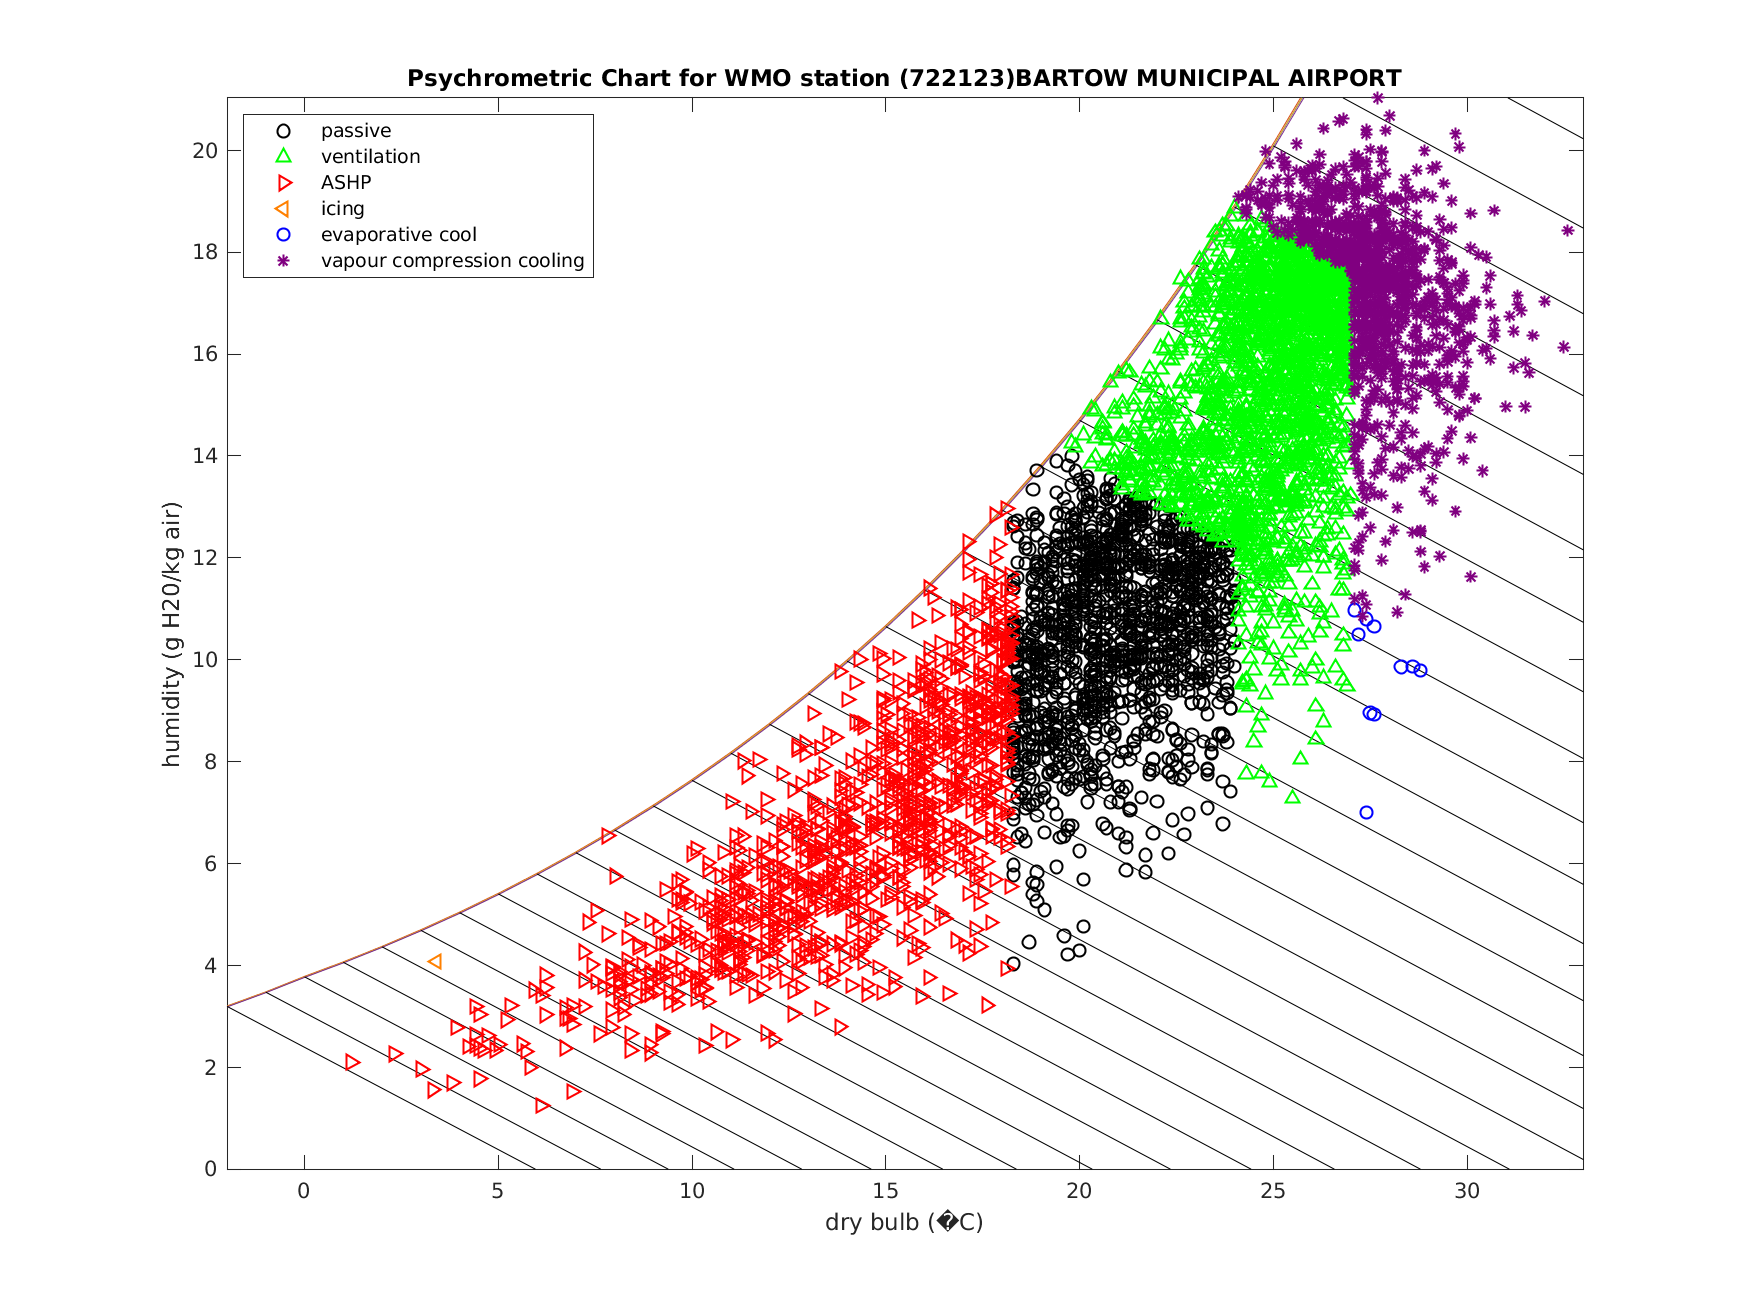 Psychrometric Chart for WMO station (722123)BARTOW MUNICIPAL AIRPORT
passive
ventilation
ASHP
icing
evaporative cool
vapour compression cooling
humidity (g H20/kg air)
20
18
16
14
12
10
8
6
4
2
0
0 5 10 15 20 25 30
dry bulb (�C)